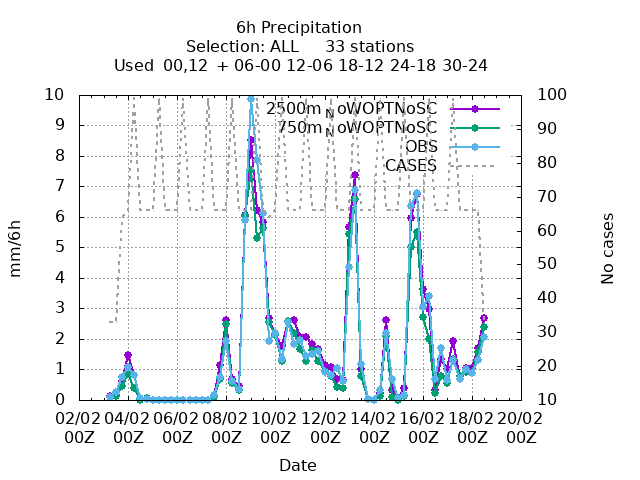 6h Precipitation
Selection: ALL 33 stations
Used 00,12 + 06-00 12-06 18-12 24-18 30-24
10 100
2500m NoWOPTNoSC
9 90
750m NoWOPTNoSC
OBS
8 80
CASES
7 70
6 60
mm/6h
No cases
5 50
4 40
3 30
2 20
1
0 10
02/02 04/02 06/02 08/02 10/02 12/02 14/02 16/02 18/02 20/02
00Z 00Z 00Z 00Z 00Z 00Z 00Z 00Z 00Z 00Z
Date